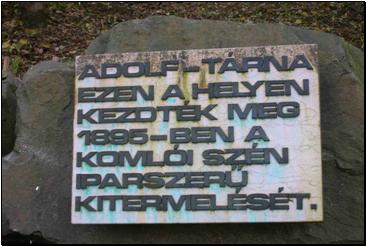 ADOLF-TÁRNA
EZEN A HELYEN
KEZDTÉK MEG
1895-BEN A
KOMLÓI SZÉN
IPARSZERŰ
KITERMELÉSÉT.